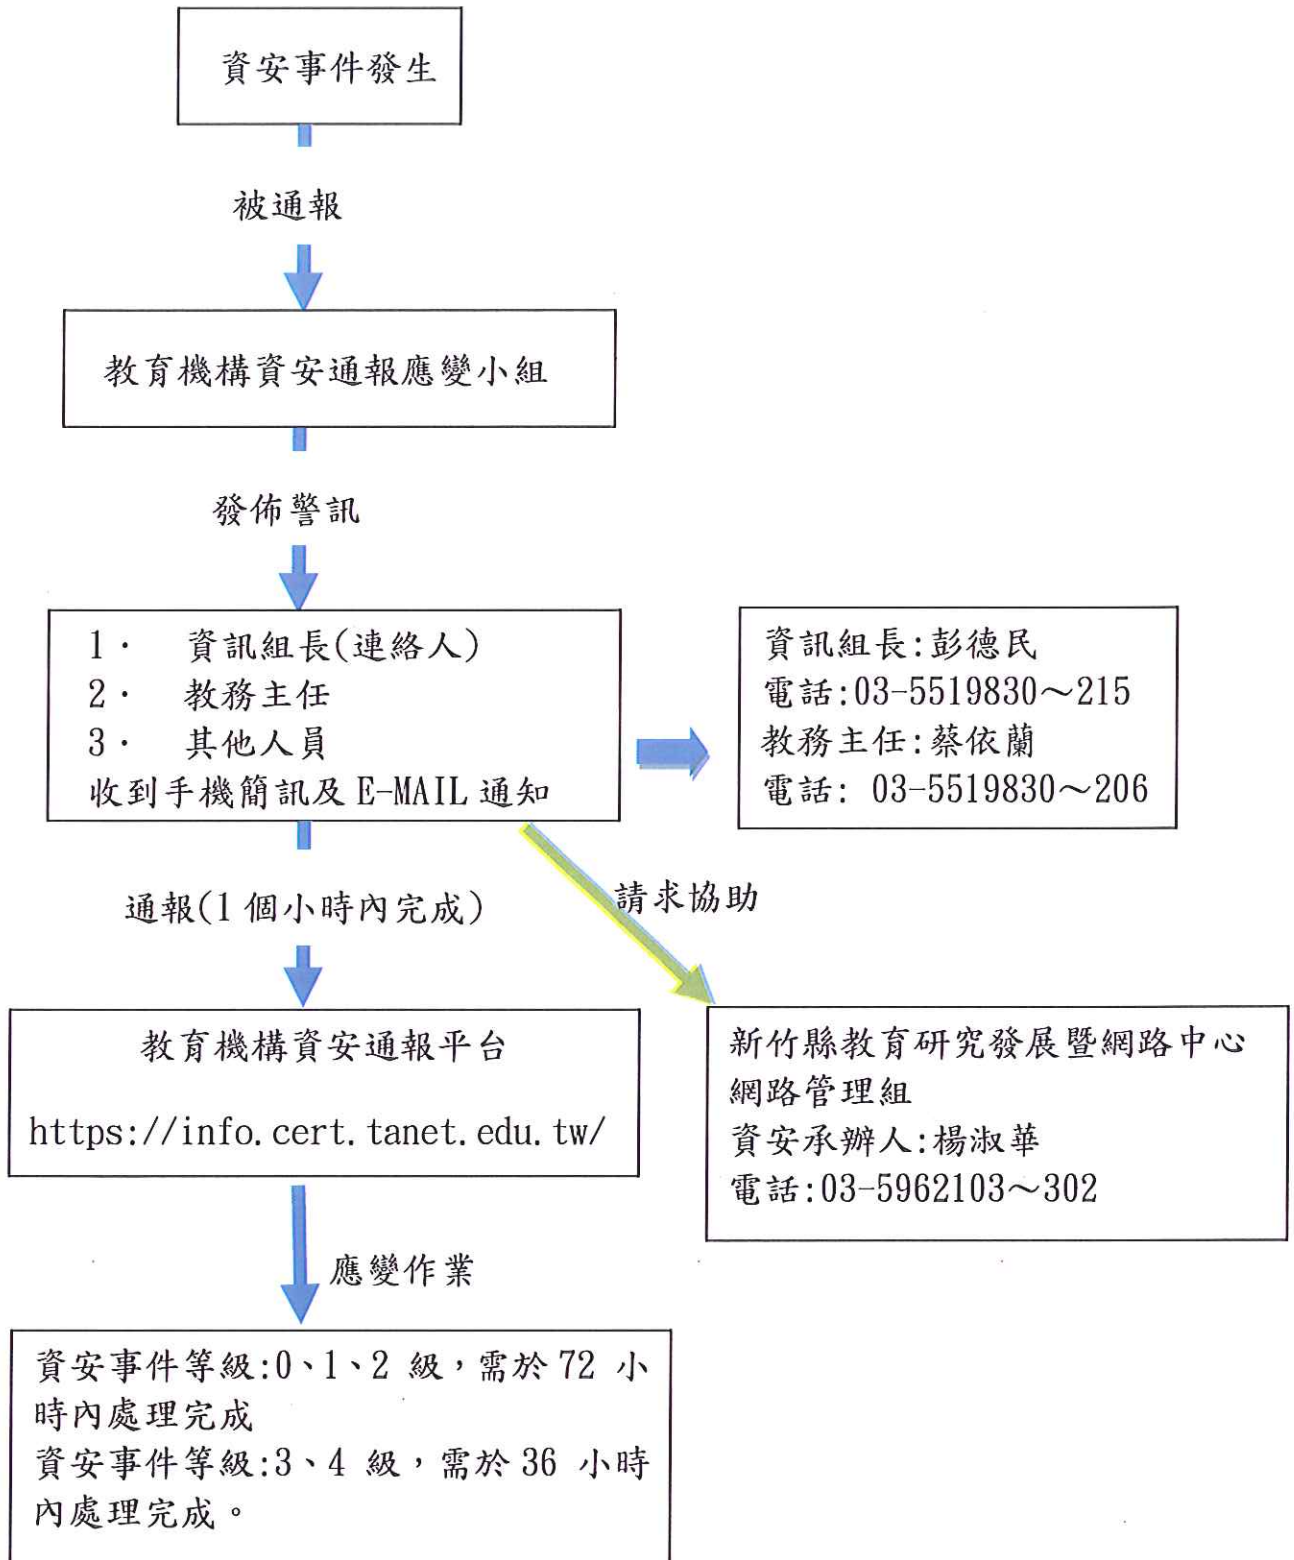 資安事件發生
被通報
教育機構資安通報應變小組
發佈警訊
1． 資訊組長(連絡人)
2． 教務主任
3． 其他人員
收到手機簡訊及 E-MAIL 通知
資訊組長:彭德民
電話:03-5519830～215
教務主任:蔡依蘭
電話: 03-5519830～206
通報(1 個小時內完成)
請求協助
教育機構資安通報平台
https://info.cert.tanet.edu.tw/
新竹縣教育研究發展暨網路中心
網路管理組
資安承辦人:楊淑華
電話:03-5962103～302
應變作業
資安事件等級:0、1、2 級，需於 72 小
時內處理完成
資安事件等級:3、4 級，需於 36 小時
內處理完成。